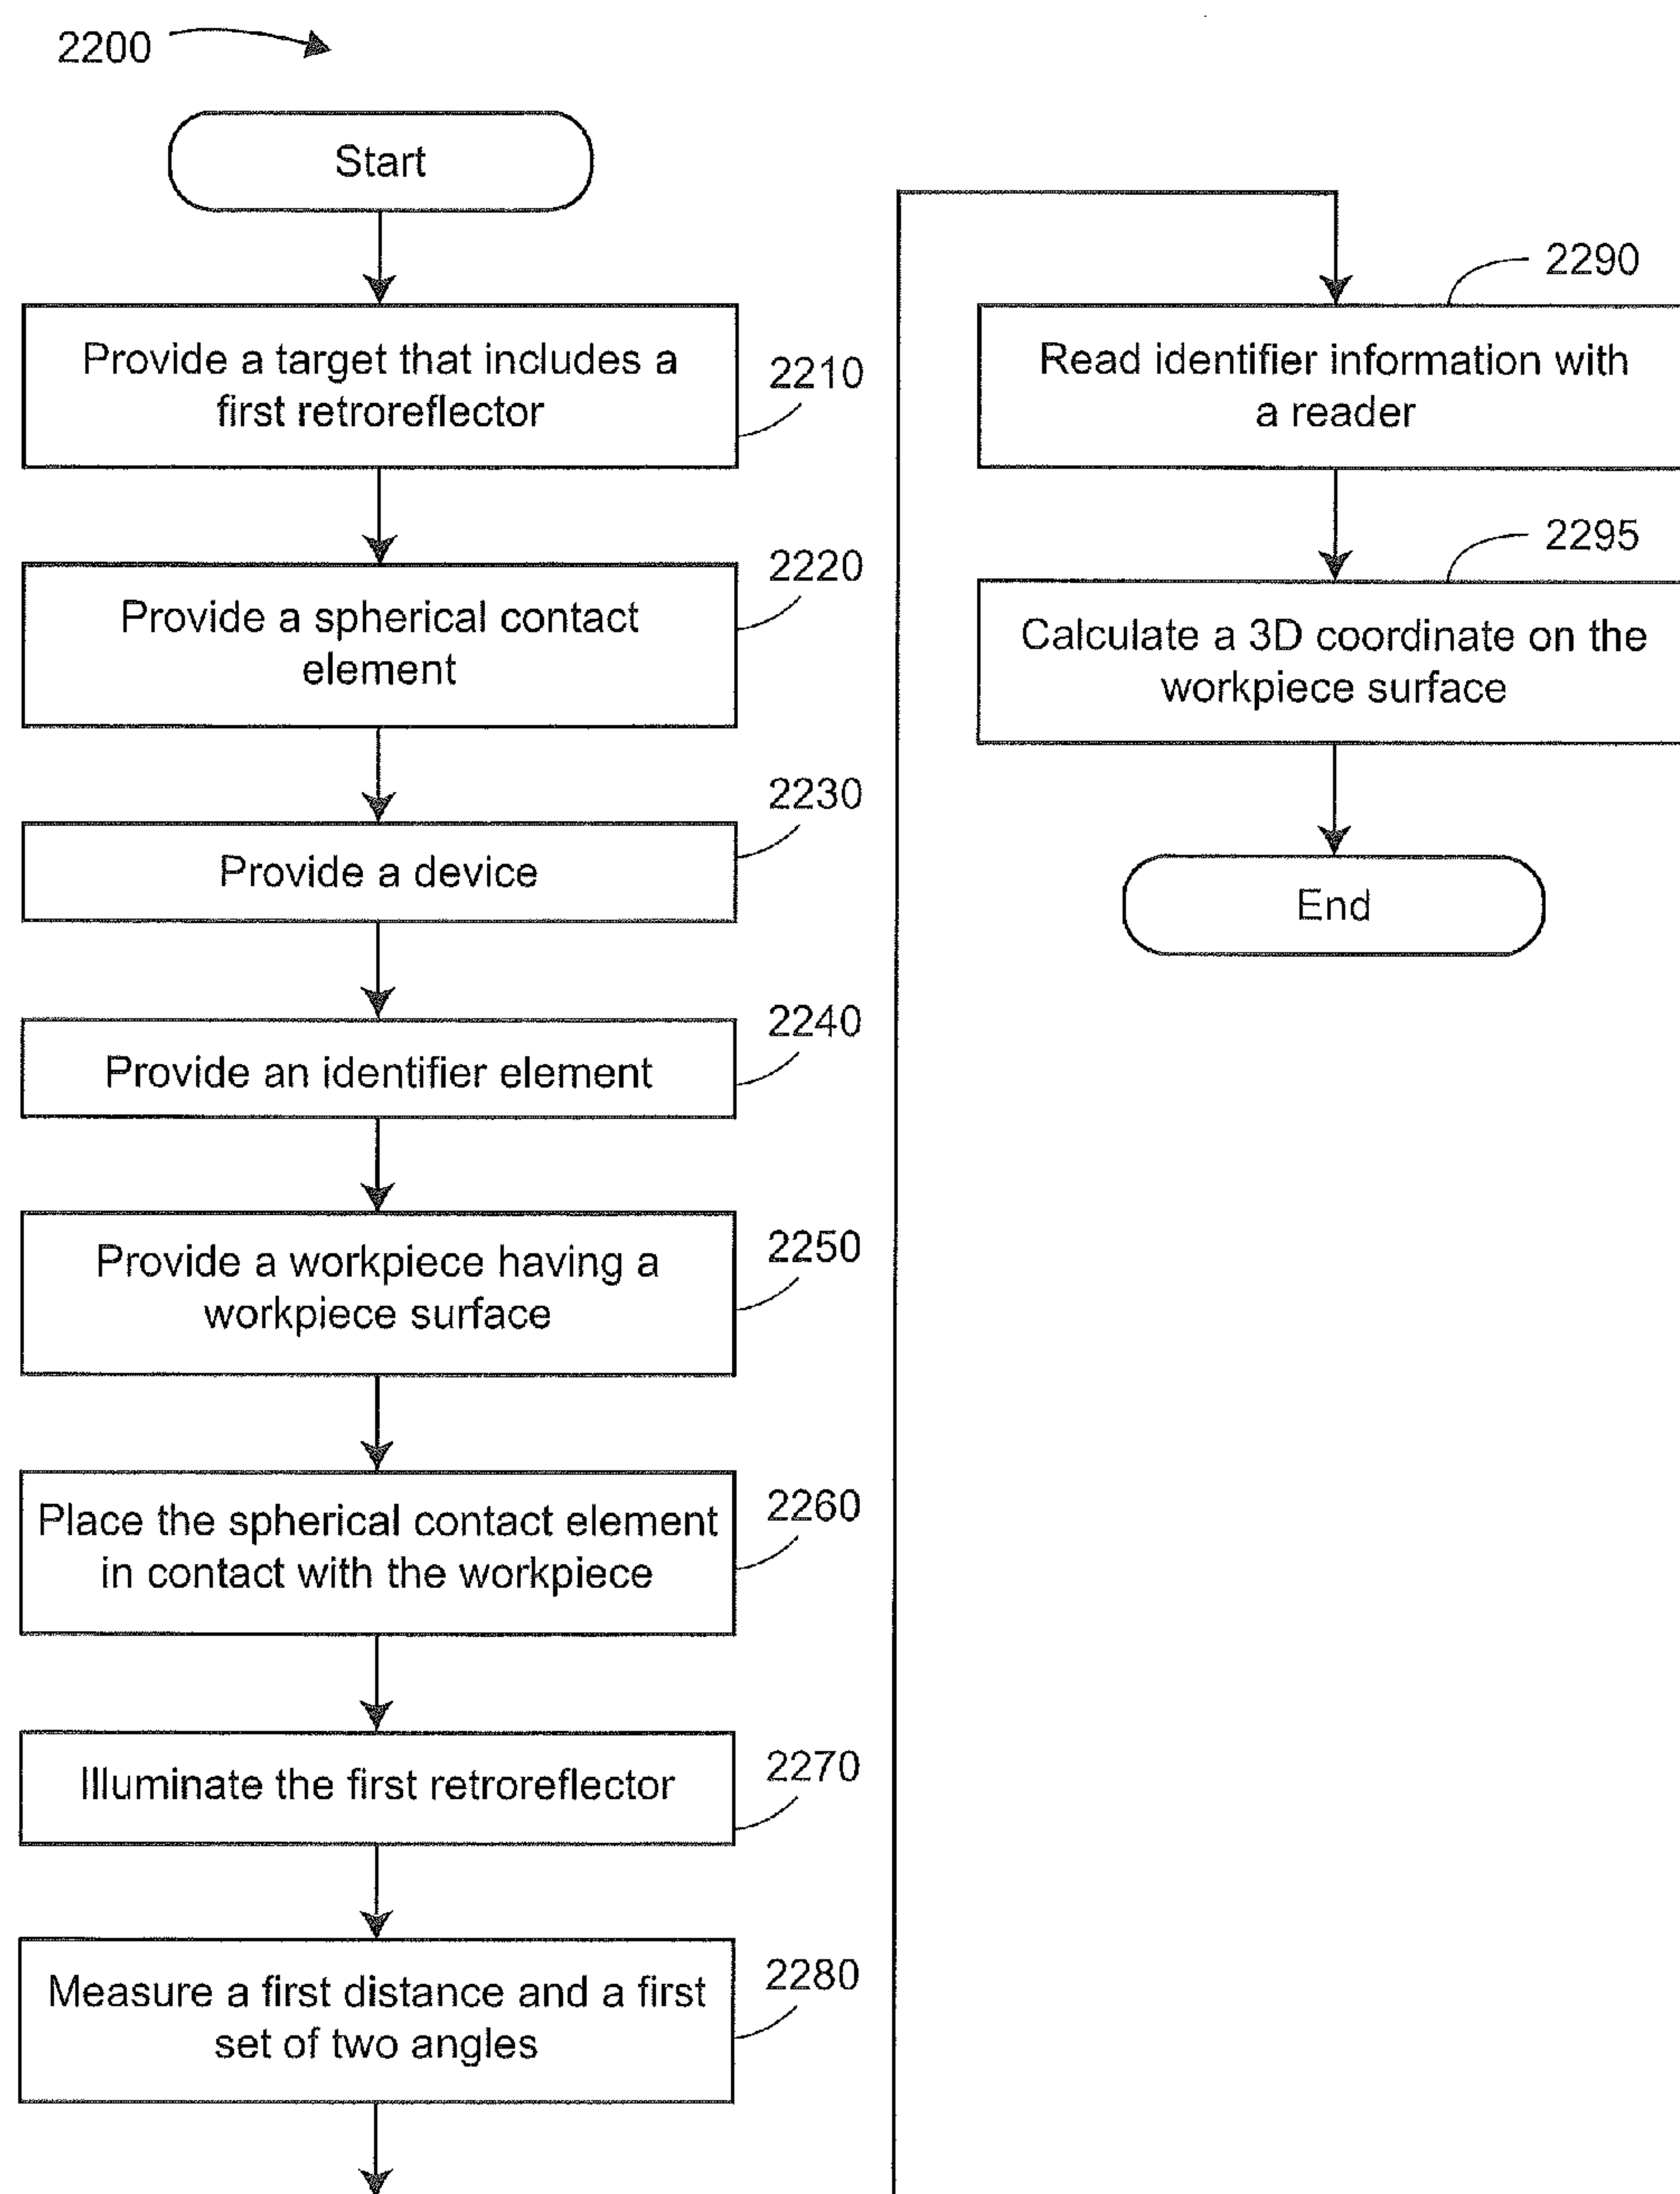 2200
Start
Provide a target that includes a
first retroreflector
2210
Provide a spherical contact
element
2220
Provide a device
2230
Provide an identifier element
2240
Provide a workpiece having a
workpiece surface
2250
Place the spherical contact element
in contact with the workpiece
2260
Illuminate the first retroreflector
2270
Measure a first distance and a first
set of two angles
2280
Read identifier information with
a reader
2290
Calculate a 3D coordinate on the
workpiece surface
2295
End